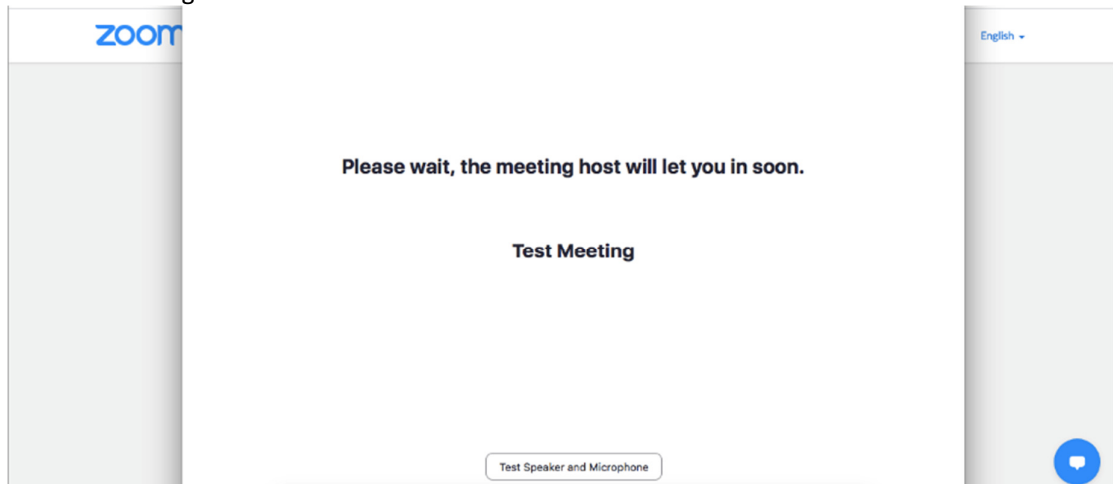 zoom
English
Please wait, the meeting host will let you in soon.
Test Meeting
Test Speaker and Microphone